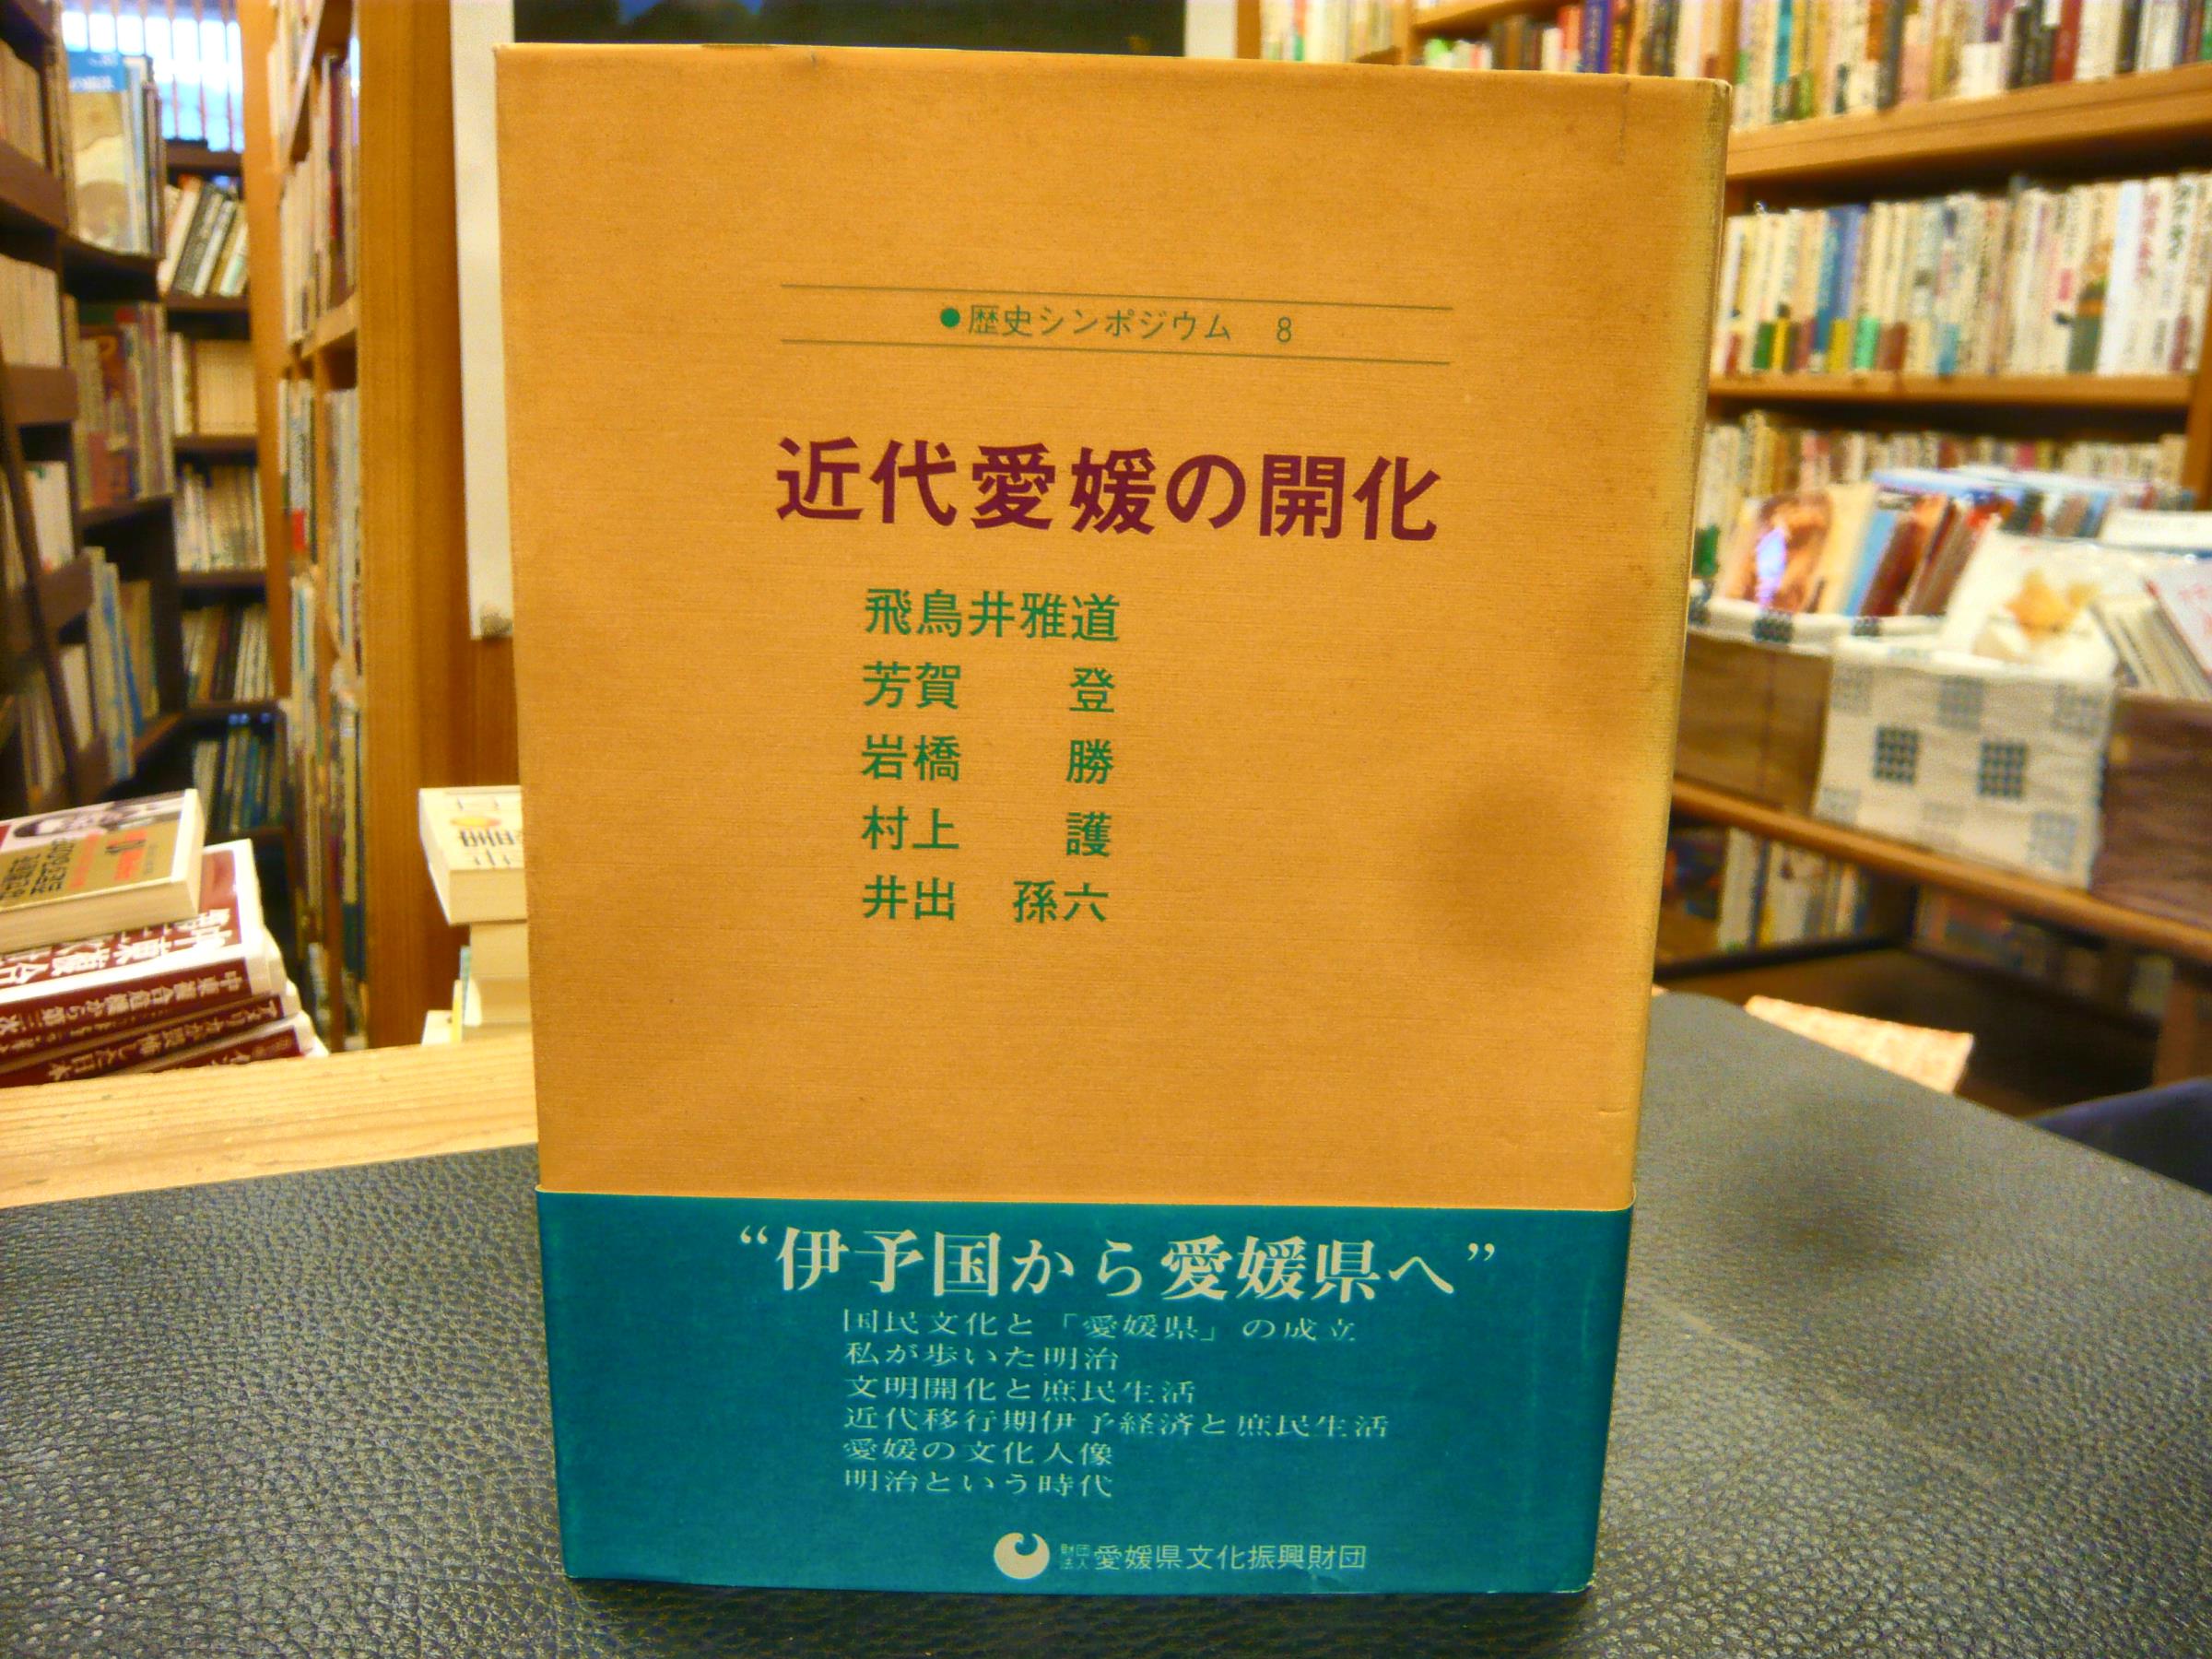 ●歴史シンポジウム 8
近代愛媛の開化
飛鳥井雅道
芳賀 登
岩橋 勝
村上 護
井出 孫六
“伊予国から愛媛県へ”
国民文化と「愛媛県」の成立
私が歩いた明治
文明開化と庶民生活
近代移行期伊予経済と庶民生活
愛媛の文化人像
明治という時代
財団法人 愛媛県文化振興財団